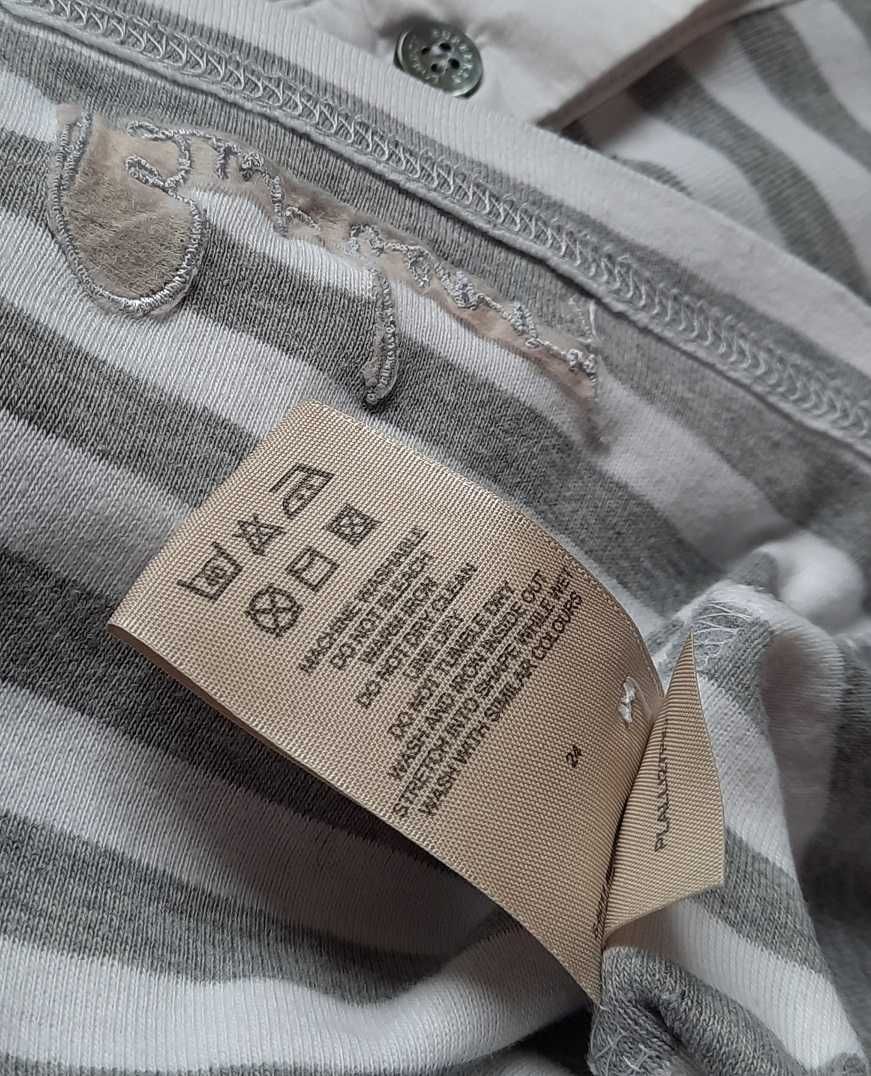 MACHINE WASHABLE
DO NOT BLEACH
WARM IRON
DO NOT DRY CLEAN
LINE DRY
DO NOT TUMBLE DRY
WASH AND IRON INSIDE OUT
STRETCH INTO SHAPE WHILE WET
WASH WITH SIMILAR COLOURS
24